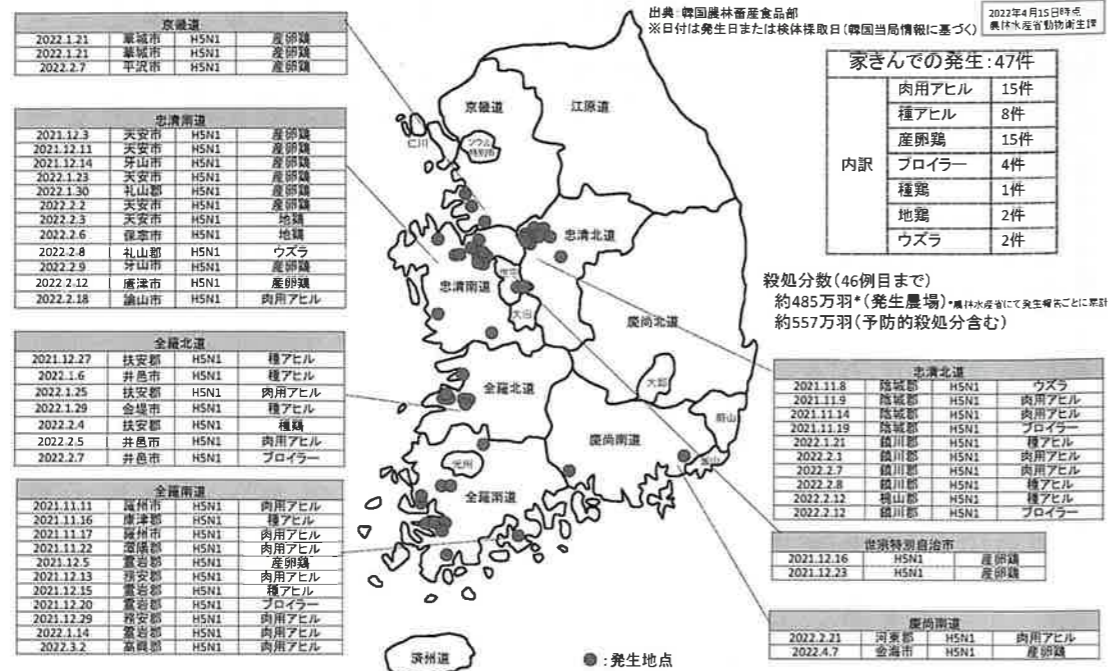 出典：韓国農林畜産食品部
※日付は発生日または検体採取日(韓国当局情報に基づく)
2022年4月15日時点
農林水産省動物衛生課
京畿道
2022.1.21 華城市 H5N1 産卵鶏
2022.1.21 華城市 H5N1 産卵鶏
2022.2.7 平沢市 H5N1 産卵鶏
忠清南道
2021.12.3 天安市 H5N1 産卵鶏
2021.12.11 天安市 H5N1 産卵鶏
2021.12.14 牙山市 H5N1 産卵鶏
2022.1.23 天安市 H5N1 産卵鶏
2022.1.30 礼山郡 H5N1 産卵鶏
2022.2.2 天安市 H5N1 産卵鶏
2022.2.3 天安市 H5N1 地鶏
2022.2.6 保寧市 H5N1 地鶏
2022.2.8 礼山郡 H5N1 ウズラ
2022.2.9 牙山市 H5N1 産卵鶏
2022.2.12 唐津市 H5N1 産卵鶏
2022.2.18 論山市 H5N1 肉用アヒル
全羅北道
2021.12.27 扶安郡 H5N1 種アヒル
2022.1.6 井邑市 H5N1 種アヒル
2022.1.25 扶安郡 H5N1 肉用アヒル
2022.1.29 金堤市 H5N1 種アヒル
2022.2.4 扶安郡 H5N1 種鶏
2022.2.5 井邑市 H5N1 肉用アヒル
2022.2.7 井邑市 H5N1 ブロイラー
全羅南道
2021.11.11 羅州市 H5N1 肉用アヒル
2021.11.16 康津郡 H5N1 種アヒル
2021.11.17 羅州市 H5N1 肉用アヒル
2021.11.22 潭陽郡 H5N1 肉用アヒル
2021.12.5 霊岩郡 H5N1 産卵鶏
2021.12.13 務安郡 H5N1 肉用アヒル
2021.12.15 霊岩郡 H5N1 種アヒル
2021.12.20 霊岩郡 H5N1 ブロイラー
2021.12.29 務安郡 H5N1 肉用アヒル
2022.1.14 霊岩郡 H5N1 肉用アヒル
2022.3.2 高興郡 H5N1 肉用アヒル
京畿道
江原道
仁川
ソウル
特別市
忠清北道
忠清南道
世宗
大田
慶尚北道
全羅北道
大邱
蔚山
慶尚南道
釜山
光州
全羅南道
済州道
●：発生地点
家きんでの発生：47件
内訳
肉用アヒル 15件
種アヒル 8件
産卵鶏 15件
ブロイラー 4件
種鶏 1件
地鶏 2件
ウズラ 2件
殺処分数(46例目まで)
約485万羽*(発生農場)*農林水産省にて発生報告ごとに累計
約557万羽(予防的殺処分含む)
忠清北道
2021.11.8 陰城郡 H5N1 ウズラ
2021.11.9 陰城郡 H5N1 肉用アヒル
2021.11.14 陰城郡 H5N1 肉用アヒル
2021.11.19 陰城郡 H5N1 ブロイラー
2022.1.21 鎮川郡 H5N1 種アヒル
2022.2.1 鎮川郡 H5N1 肉用アヒル
2022.2.7 鎮川郡 H5N1 肉用アヒル
2022.2.8 鎮川郡 H5N1 種アヒル
2022.2.12 槐山郡 H5N1 種アヒル
2022.2.12 鎮川郡 H5N1 ブロイラー
世宗特別自治市
2021.12.16 H5N1 産卵鶏
2021.12.23 H5N1 産卵鶏
慶尚南道
2022.2.21 河東郡 H5N1 肉用アヒル
2022.4.7 金海市 H5N1 産卵鶏